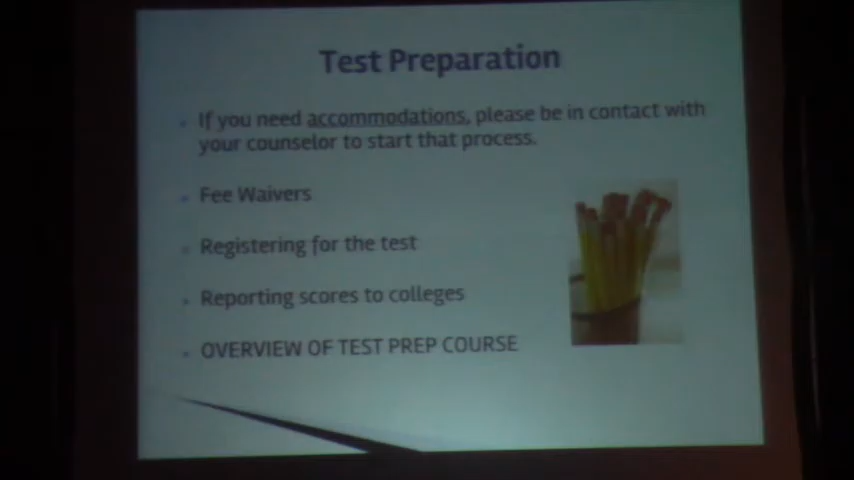 Test Preparation
If you need accommodations, please be in contact with
your counselor to start that process.
Fee Waivers
Registering for the test
Reporting scores to colleges
OVERVIEW OF TEST PREP COURSE